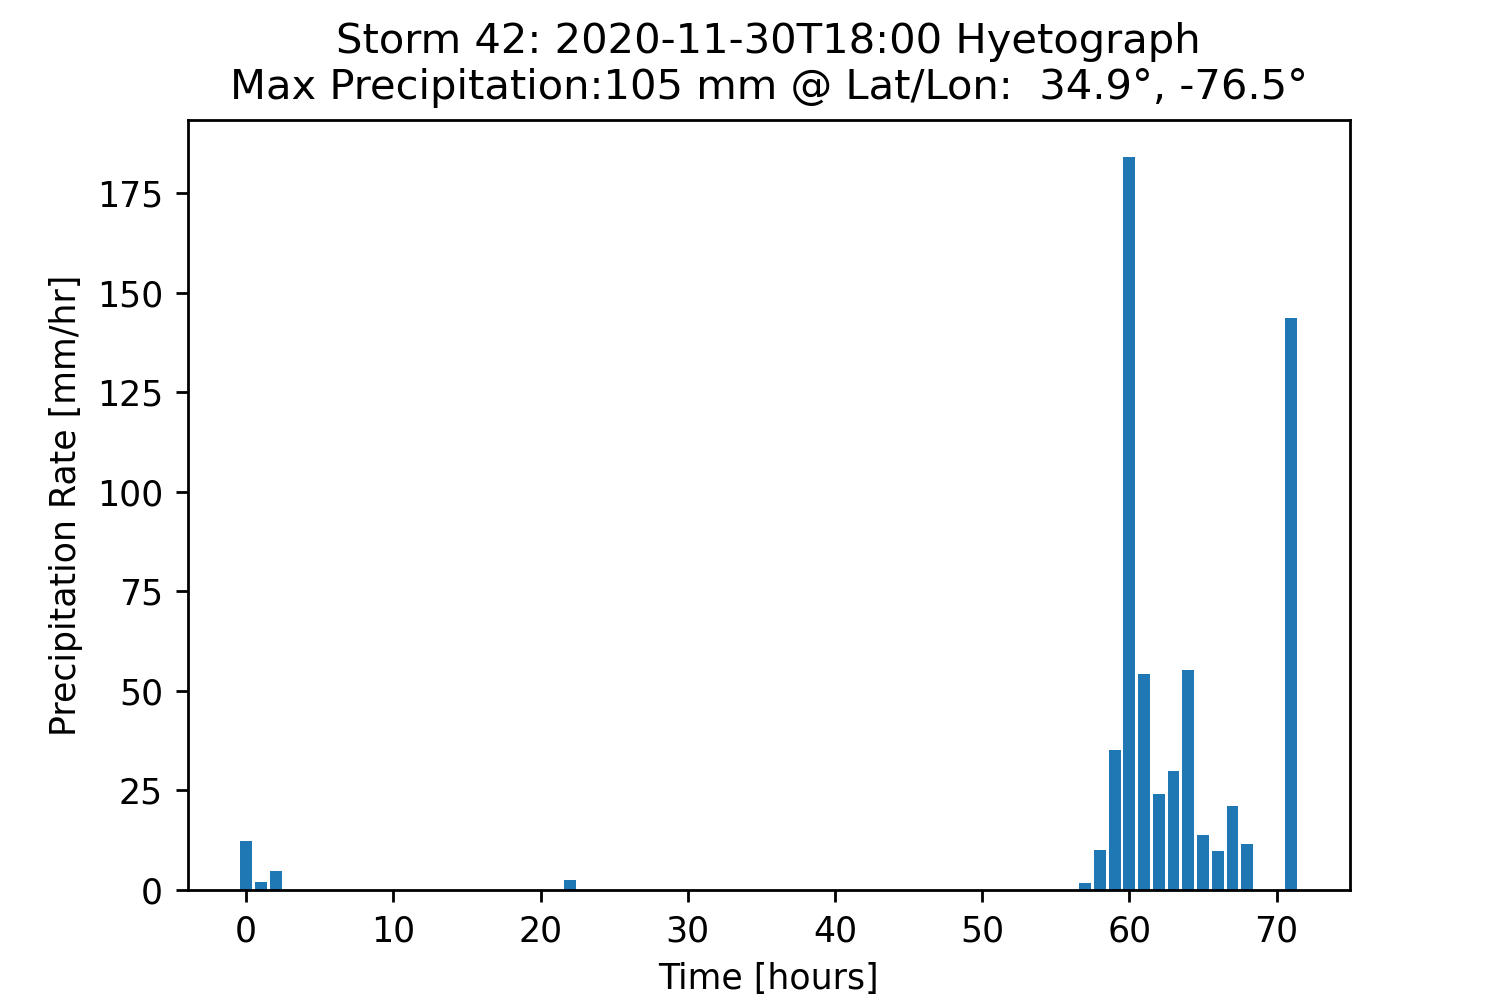 Storm 42: 2020-11-30T18:00 Hyetograph
Max Precipitation:105 mm @ Lat/Lon:  34.9°, -76.5°
Precipitation Rate [mm/hr]
175
150
125
100
75
50
25
0
0 10 20 30 40 50 60 70
Time [hours]